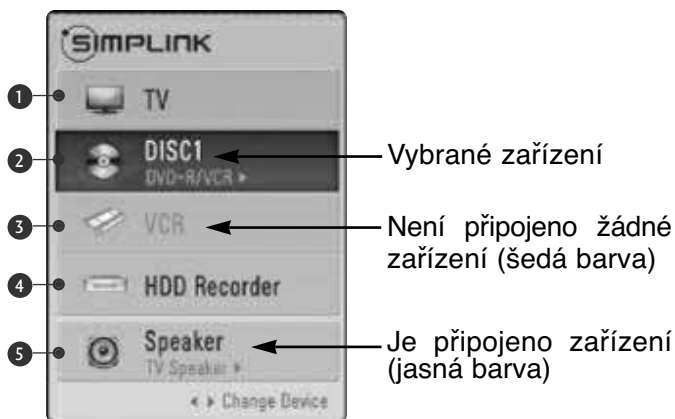 SIMPLINK
1 TV
2 DISC1 Vybrané zařízení
DVD-R/VCR
3 VCR Není připojeno žádné
zařízení (šedá barva)
4 HDD Recorder
5 Speaker Je připojeno zařízení
TV Speaker (jasná barva)
Change Device